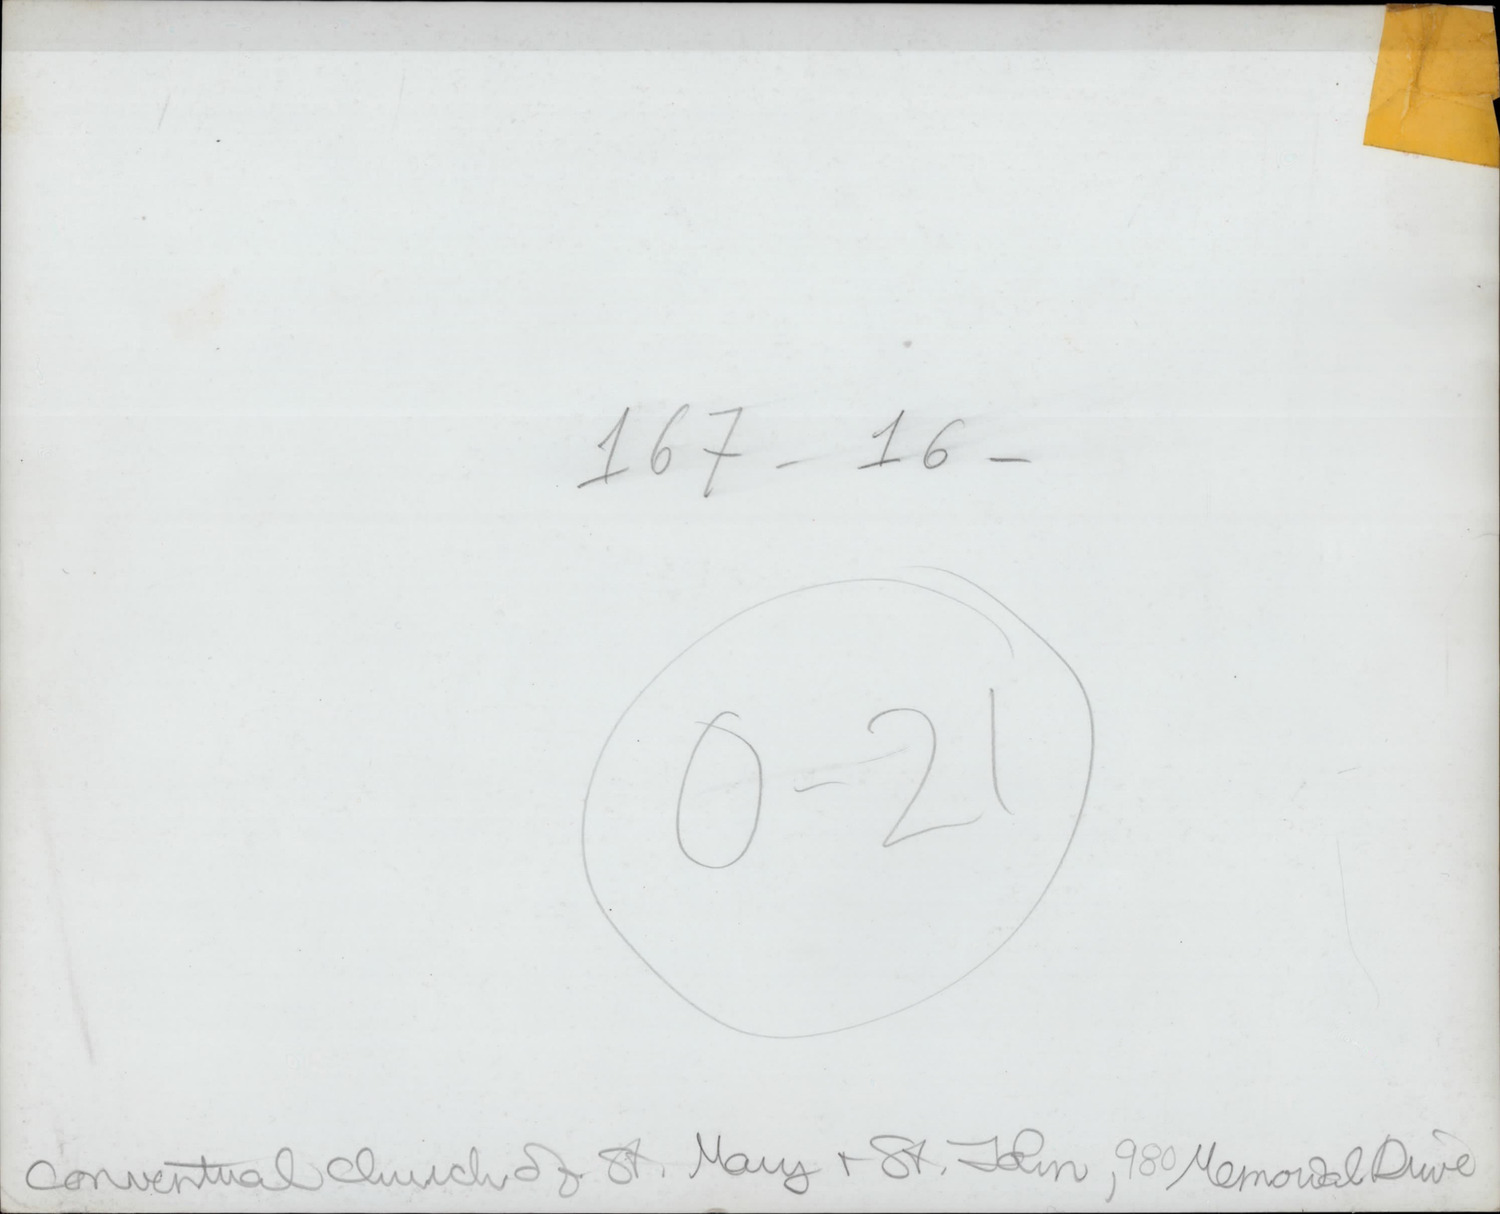 167 - 16 -
0-21
Conventual Church of St. Mary + St. John, 980 Memorial Drive